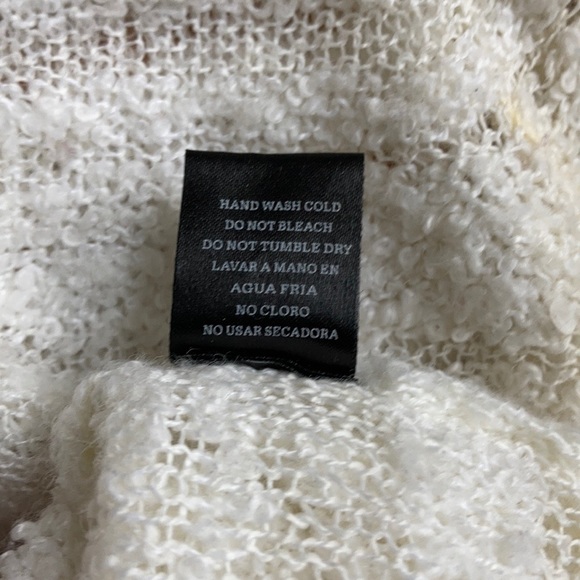 HAND WASH COLD
DO NOT BLEACH
DO NOT TUMBLE DRY
LAVAR A MANO EN
AGUA FRIA
NO CLORO
NO USAR SECADORA